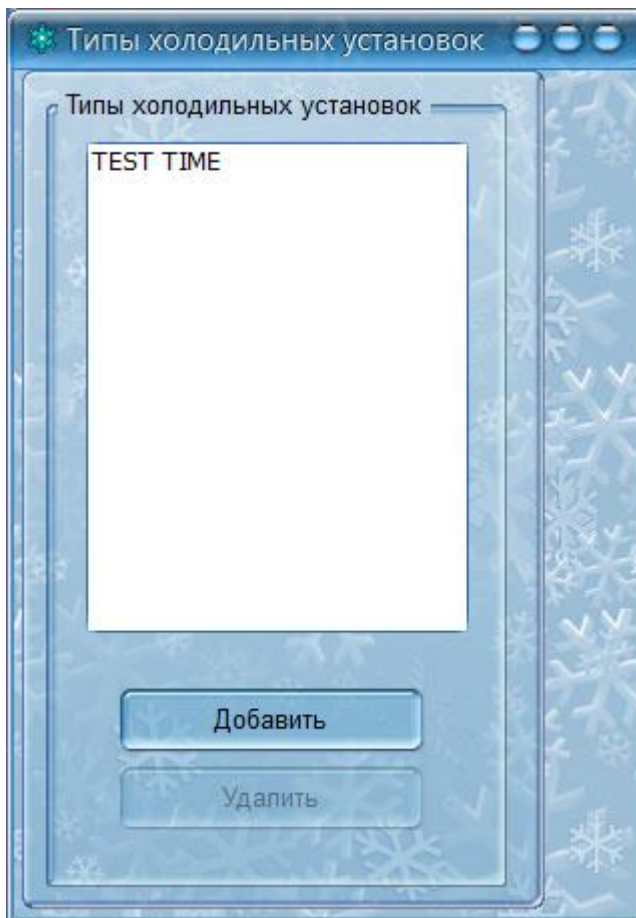 Типы холодильных установок
Типы холодильных установок
TEST TIME
Добавить
Удалить